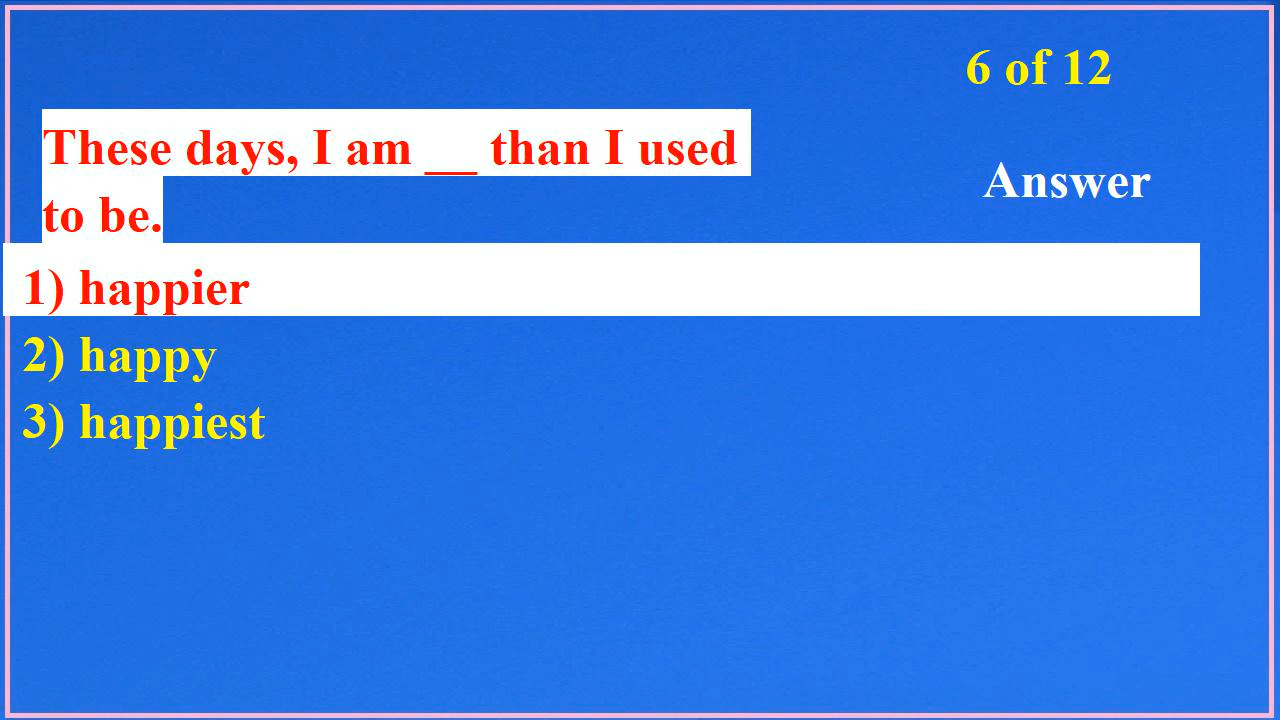 6 of 12
These days, I am __ than I used
to be.
Answer
1) happier
2) happy
3) happiest